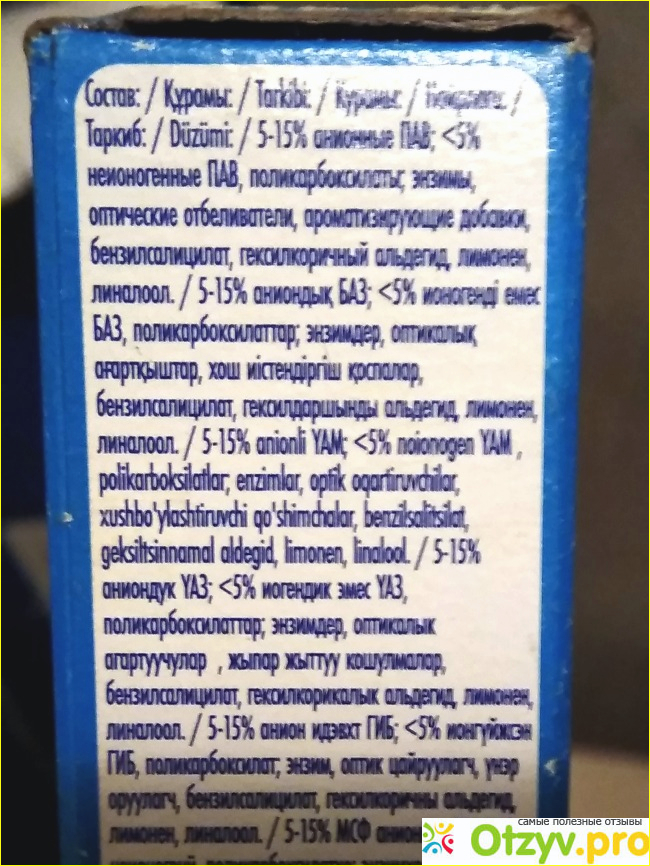 Состав: / Құрамы: / Tarkibi: / Курамы: / Найрлага: /
Таркиб: / Düzümi: / 5-15% анионные ПАВ; <5%
неионогенные ПАВ, поликарбоксилаты; энзимы,
оптические отбеливатели, ароматизирующие добавки,
бензилсалицилат, гексилкоричный альдегид, лимонен,
линалоол. / 5-15% аниондық БАЗ; <5% ионогенді емес
БАЗ, поликарбоксилаттар; энзимдер, оптикалық
ағартқыштар, хош иістендіргіш қоспалар,
бензилсалицилат, гексилдаршынды альдегид, лимонен,
линалоол. / 5-15% anionli YAM; <5% noionogen YAM ,
polikarboksilatlar; enzimlar, optik oqartiruvchilar,
xushbo'ylashtiruvchi qo'shimchalar, benzilsalitsilat,
geksiltsinnamal aldegid, limonen, linalool. / 5-15%
аниондук ҮАЗ; <5% иогендик эмес ҮАЗ,
поликарбоксилаттар; энзимдер, оптикалык
агартуучулар , жыпар жыттуу кошулмалар,
бензилсалицилат, гексилкорикалык альдегид, лимонен,
линалоол. / 5-15% анион идэвхт ГИБ; <5% ионгүйжсэн
ГИБ, поликарбоксилат; энзим, оптик цайруулагч, үнэр
оруулагч, бензилсалицилат, гексилкоричны альдегид,
лимонен, линалоол. / 5-15% МСФ
самые полезные отзывы
Otzyv.pro